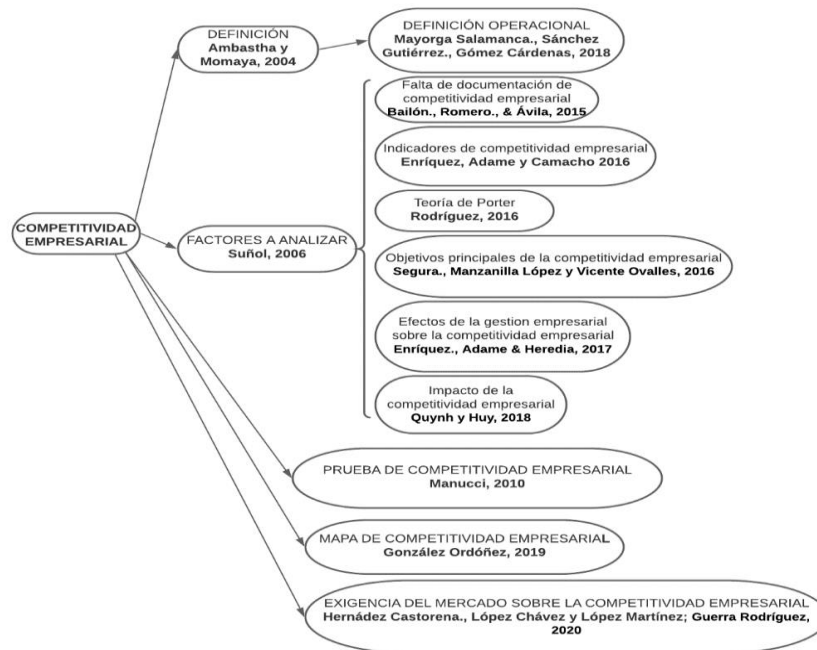 DEFINICIÓN
Ambastha y
Momaya, 2004
DEFINICIÓN OPERACIONAL
Mayorga Salamanca., Sánchez
Gutiérrez., Gómez Cárdenas, 2018
COMPETITIVIDAD
EMPRESARIAL
FACTORES A ANALIZAR
Suñol, 2006
Falta de documentación de
competitividad empresarial
Bailón., Romero., & Ávila, 2015
Indicadores de competitividad empresarial
Enríquez, Adame y Camacho 2016
Teoría de Porter
Rodríguez, 2016
Objetivos principales de la competitividad empresarial
Segura., Manzanilla López y Vicente Ovalles, 2016
Efectos de la gestion empresarial
sobre la competitividad empresarial
Enríquez., Adame & Heredia, 2017
Impacto de la
competitividad empresarial
Quynh y Huy, 2018
PRUEBA DE COMPETITIVIDAD EMPRESARIAL
Manucci, 2010
MAPA DE COMPETITIVIDAD EMPRESARIAL
González Ordóñez, 2019
EXIGENCIA DEL MERCADO SOBRE LA COMPETITIVIDAD EMPRESARIAL
Hernádez Castorena., López Chávez y López Martínez; Guerra Rodríguez,
2020